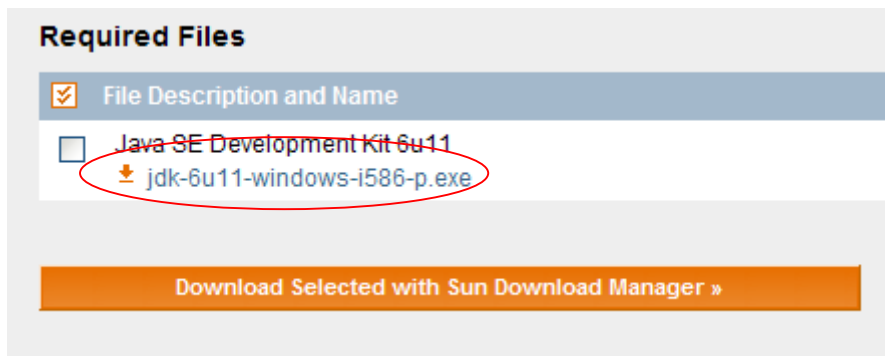 Required Files
File Description and Name
Java SE Development Kit 6u11
jdk-6u11-windows-i586-p.exe
Download Selected with Sun Download Manager »